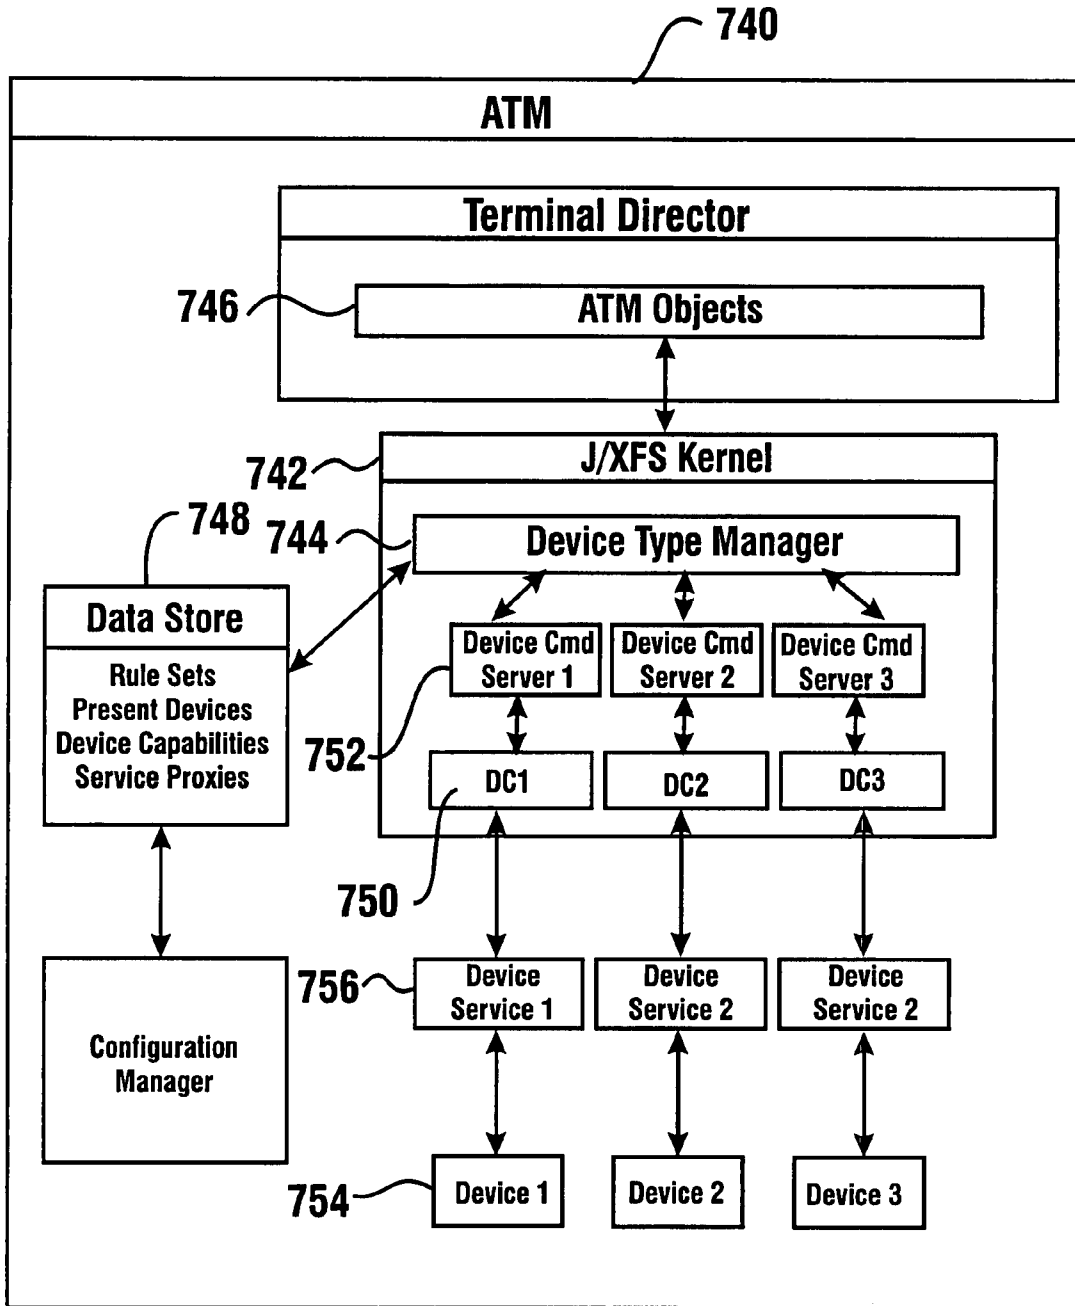 740
ATM
Terminal Director
746
ATM Objects
742
J/XFS Kernel
748
744
Device Type Manager
Data Store
Rule Sets
Present Devices
Device Capabilities
Service Proxies
Device Cmd
Server 1
Device Cmd
Server 2
Device Cmd
Server 3
752
DC1
DC2
DC3
750
756
Device
Service 1
Device
Service 2
Device
Service 2
Configuration
Manager
754
Device 1
Device 2
Device 3